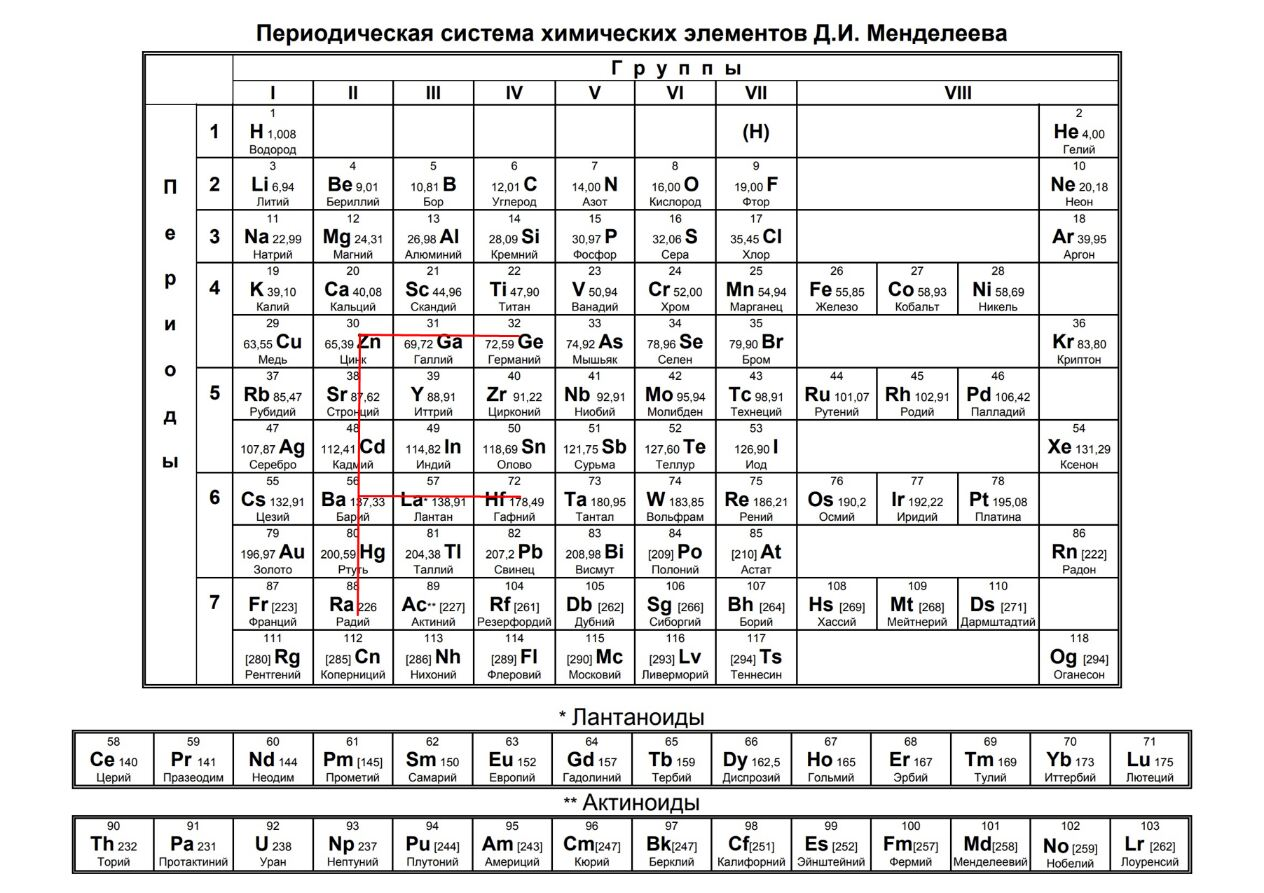 Периодическая система химических элементов Д.И. Менделеева
Группы
I II III IV V VI VII VIII
Периоды
1
1 2
H 1,008 (H) He 4,00
Водород Гелий
2
3 4 5 6 7 8 9 10
Li 6,94 Be 9,01 10,81 B 12,01 C 14,00 N 16,00 O 19,00 F Ne 20,18
Литий Бериллий Бор Углерод Азот Кислород Фтор Неон
3
11 12 13 14 15 16 17 18
Na 22,99 Mg 24,31 26,98 Al 28,09 Si 30,97 P 32,06 S 35,45 Cl Ar 39,95
Натрий Магний Алюминий Кремний Фосфор Сера Хлор Аргон
4
19 20 21 22 23 24 25 26 27 28
K 39,10 Ca 40,08 Sc 44,96 Ti 47,90 V 50,94 Cr 52,00 Mn 54,94 Fe 55,85 Co 58,93 Ni 58,69
Калий Кальций Скандий Титан Ванадий Хром Марганец Железо Кобальт Никель
29 30 31 32 33 34 35 36
63,55 Cu 65,39 Zn 69,72 Ga 72,59 Ge 74,92 As 78,96 Se 79,90 Br Kr 83,80
Медь Цинк Галлий Германий Мышьяк Селен Бром Криптон
5
37 38 39 40 41 42 43 44 45 46
Rb 85,47 Sr 87,62 Y 88,91 Zr 91,22 Nb 92,91 Mo 95,94 Tc 98,91 Ru 101,07 Rh 102,91 Pd 106,42
Рубидий Стронций Иттрий Цирконий Ниобий Молибден Технеций Рутений Родий Палладий
47 48 49 50 51 52 53 54
107,87 Ag 112,41 Cd 114,82 In 118,69 Sn 121,75 Sb 127,60 Te 126,90 I Xe 131,29
Серебро Кадмий Индий Олово Сурьма Теллур Иод Ксенон
6
55 56 57 72 73 74 75 76 77 78
Cs 132,91 Ba 137,33 La* 138,91 Hf 178,49 Ta 180,95 W 183,85 Re 186,21 Os 190,2 Ir 192,22 Pt 195,08
Цезий Барий Лантан Гафний Тантал Вольфрам Рений Осмий Иридий Платина
79 80 81 82 83 84 85 86
196,97 Au 200,59 Hg 204,38 Tl 207,2 Pb 208,98 Bi [209] Po [210] At Rn [222]
Золото Ртуть Таллий Свинец Висмут Полоний Астат Радон
7
87 88 89 104 105 106 107 108 109 110
Fr [223] Ra 226 Ac** [227] Rf [261] Db [262] Sg [266] Bh [264] Hs [269] Mt [268] Ds [271]
Франций Радий Актиний Резерфордий Дубний Сиборгий Борий Хассий Мейтнерий Дармштадтий
111 112 113 114 115 116 117 118
[280] Rg [285] Cn [286] Nh [289] Fl [290] Mc [293] Lv [294] Ts Og [294]
Рентгений Коперниций Нихоний Флеровий Московий Ливерморий Теннесин Оганесон
* Лантаноиды
58 59 60 61 62 63 64 65 66 67 68 69 70 71
Ce 140 Pr 141 Nd 144 Pm [145] Sm 150 Eu 152 Gd 157 Tb 159 Dy 162,5 Ho 165 Er 167 Tm 169 Yb 173 Lu 175
Церий Празеодим Неодим Прометий Самарий Европий Гадолиний Тербий Диспрозий Гольмий Эрбий Тулий Иттербий Лютеций
** Актиноиды
90 91 92 93 94 95 96 97 98 99 100 101 102 103
Th 232 Pa 231 U 238 Np 237 Pu [244] Am [243] Cm[247] Bk[247] Cf[251] Es [252] Fm[257] Md[258] No [259] Lr [262]
Торий Протактиний Уран Нептуний Плутоний Америций Кюрий Берклий Калифорний Эйнштейний Фермий Менделеевий Нобелий Лоуренсий